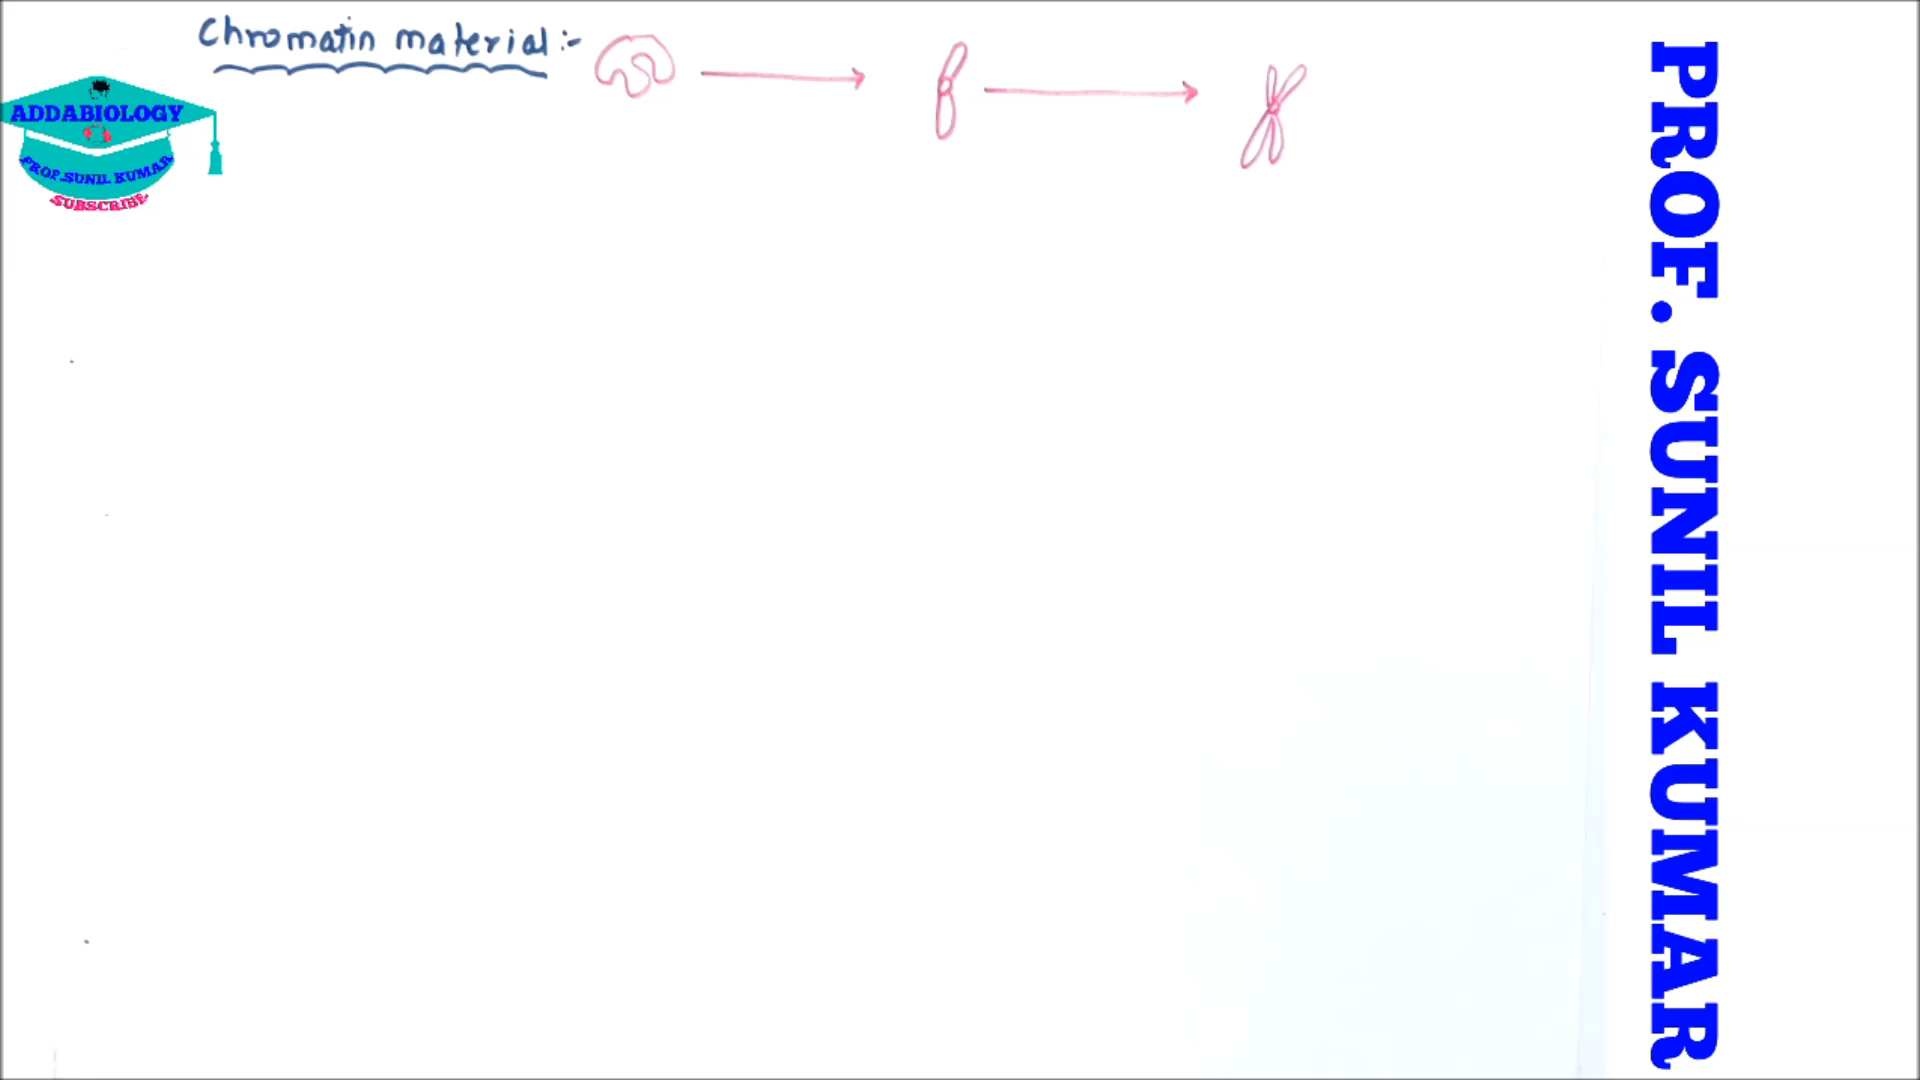 Chromatin material :-
ADDABIOLOGY
PROF.SUNIL KUMAR
SUBSCRIBE
PROF. SUNIL KUMAR